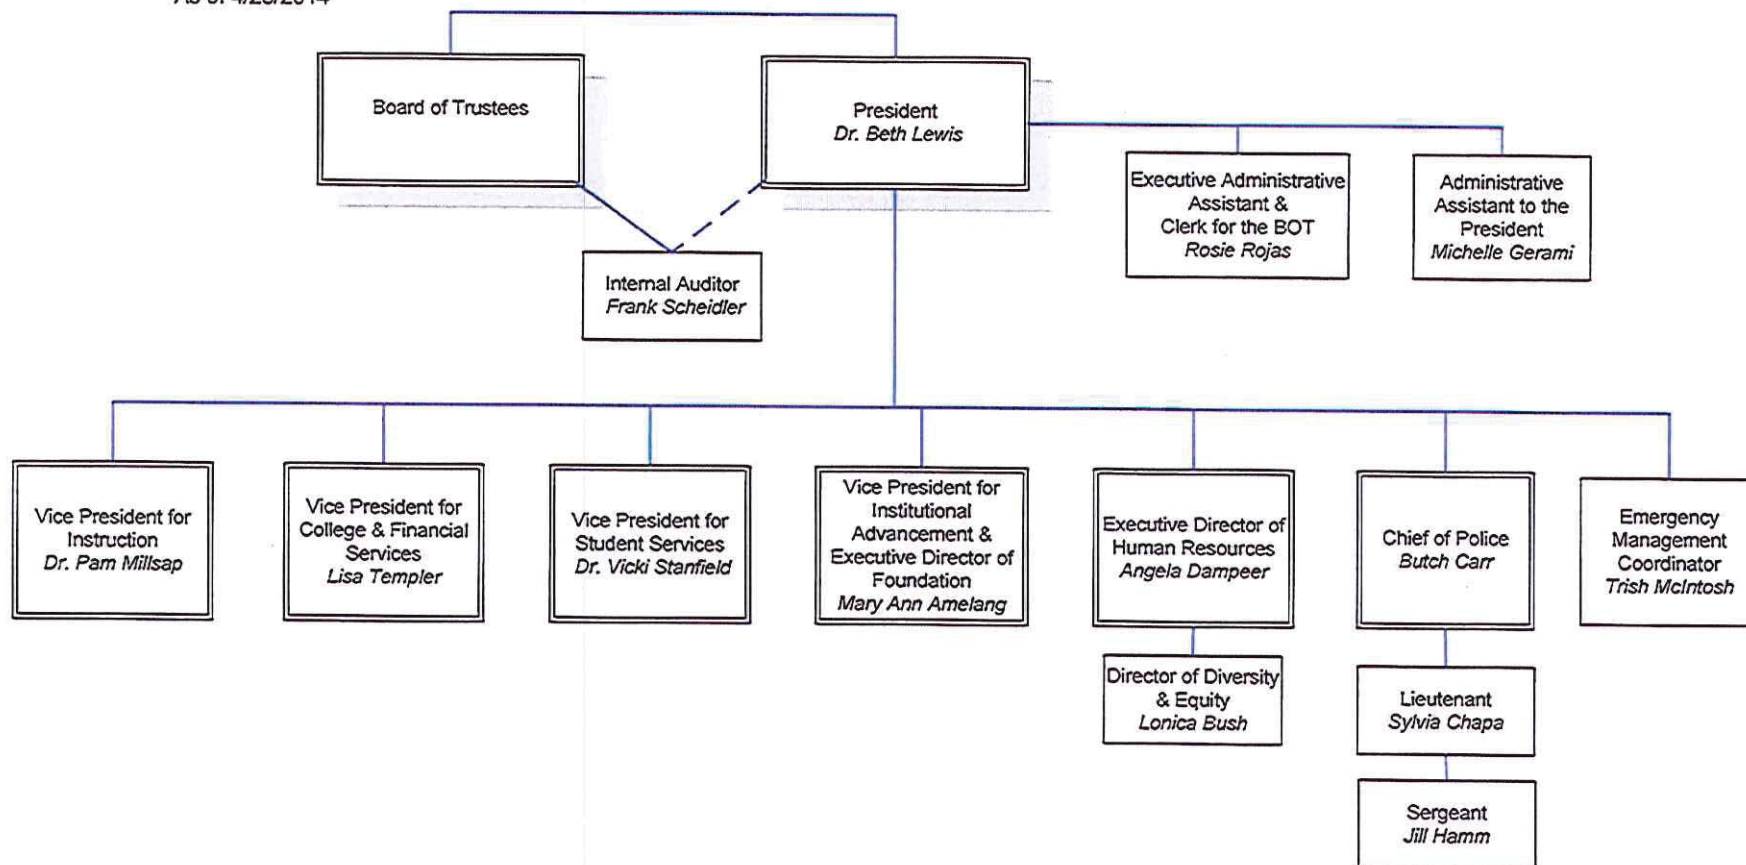 Board of Trustees
President
Dr. Beth Lewis
Executive Administrative
Assistant &
Clerk for the BOT
Rosie Rojas
Administrative
Assistant to the
President
Michelle Gerami
Internal Auditor
Frank Scheidler
Vice President for
Instruction
Dr. Pam Millsap
Vice President for
College & Financial
Services
Lisa Templer
Vice President for
Student Services
Dr. Vicki Stanfield
Vice President for
Institutional
Advancement &
Executive Director of
Foundation
Mary Ann Amelang
Executive Director of
Human Resources
Angela Dampeer
Chief of Police
Butch Carr
Emergency
Management
Coordinator
Trish McIntosh
Director of Diversity
& Equity
Lonica Bush
Lieutenant
Sylvia Chapa
Sergeant
Jill Hamm